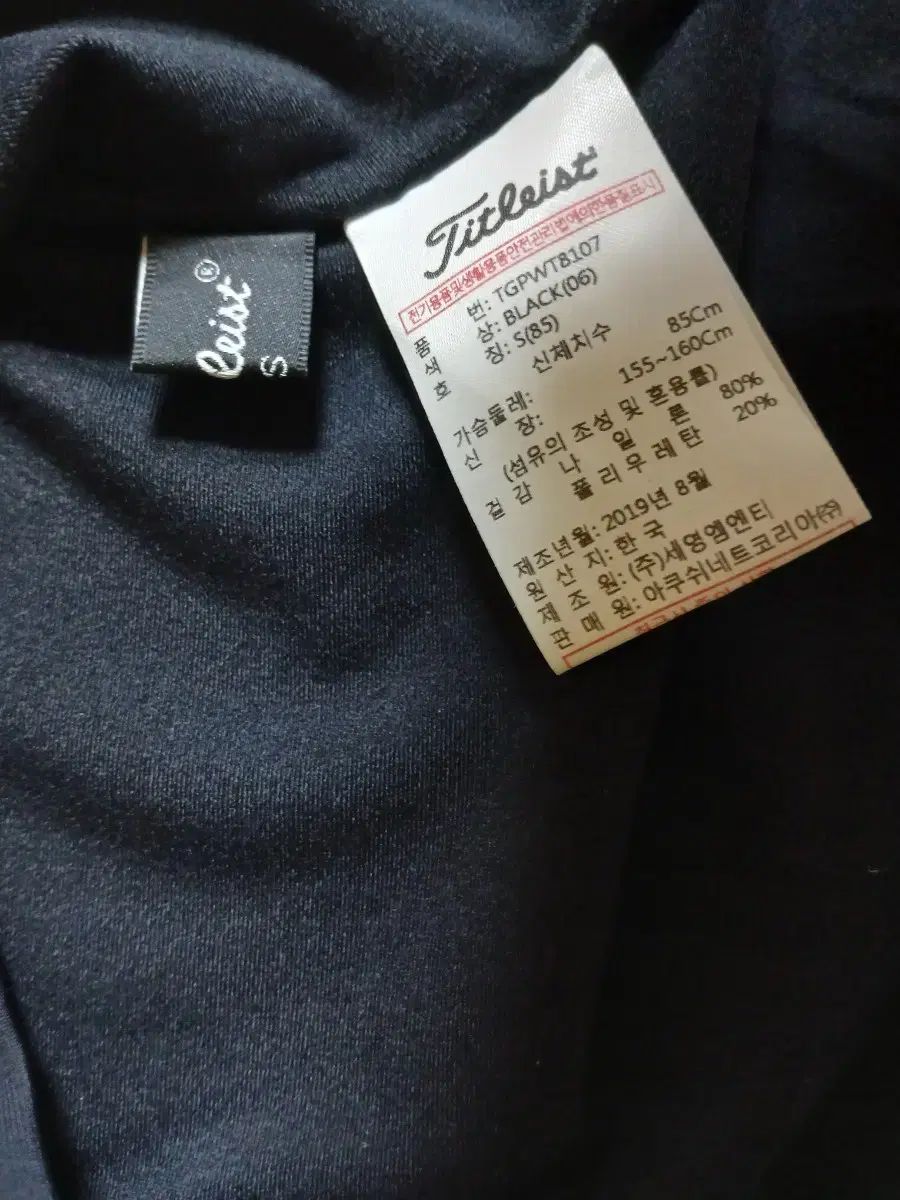 leist®
S
Titleist
전기용품및생활용품안전관리법에의한품질표시
품 번: TGPWT8107
색 상: BLACK(06)
호 칭: S(85)
신체치수
가슴둘레: 85Cm
신 장: 155~160Cm
(섬유의 조성 및 혼용률)
겉감 나 일 론 80%
폴리우레탄 20%
제조년월: 2019년 8월
원 산 지: 한 국
제 조 원: (주)세영엠엔티
판 매 원: 아쿠쉬네트코리아(주)